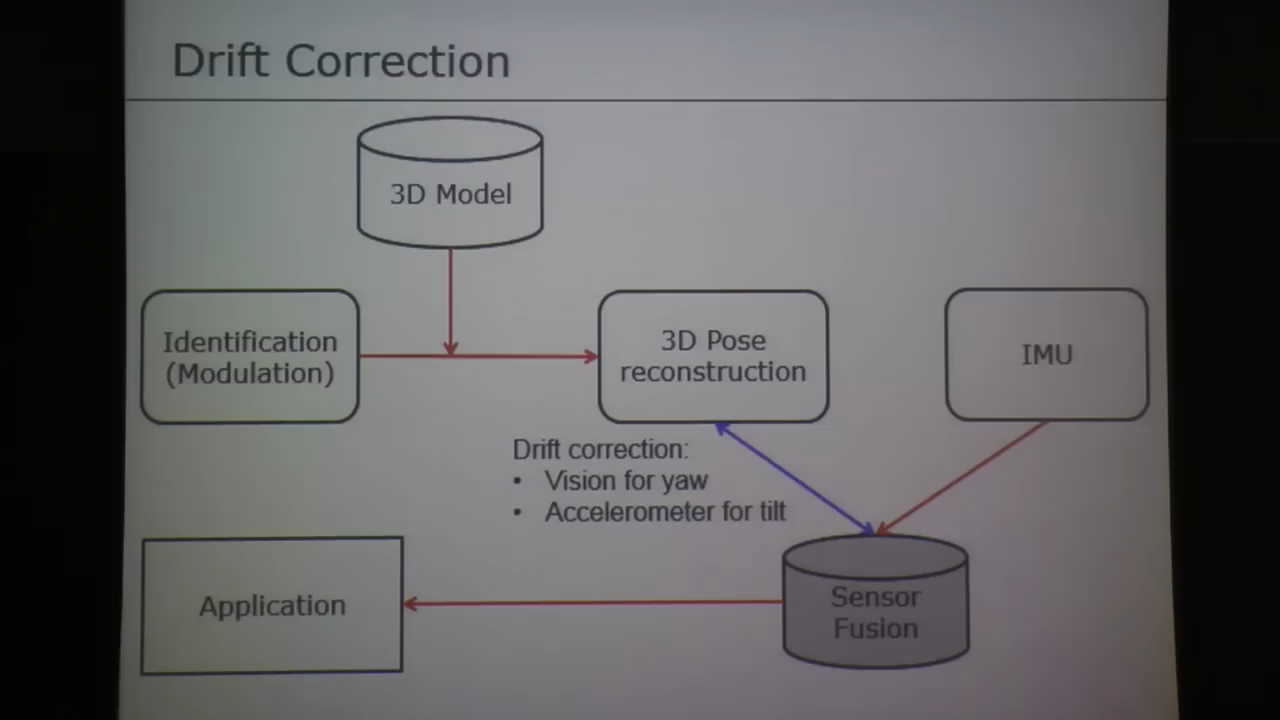 Drift Correction
3D Model
Identification
(Modulation)
3D Pose
reconstruction
IMU
Drift correction:
• Vision for yaw
• Accelerometer for tilt
Application
Sensor
Fusion